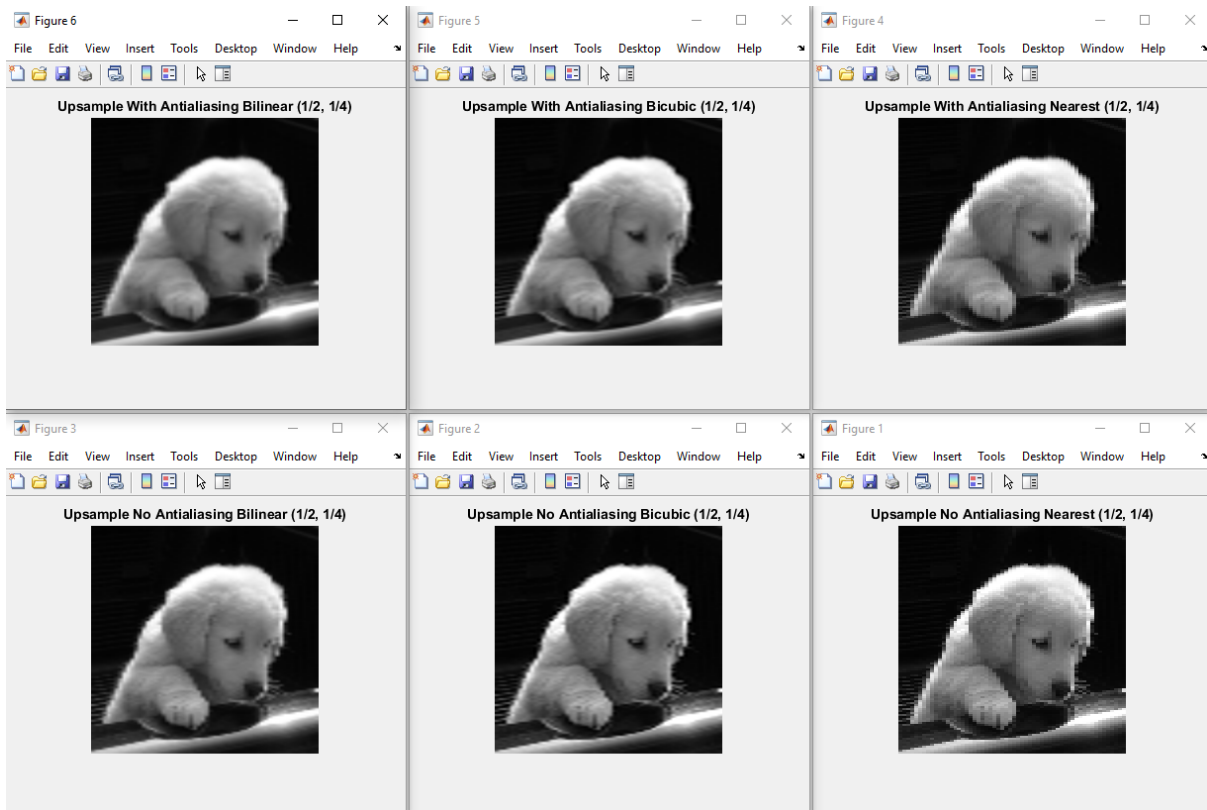 Figure 6
File Edit View Insert Tools Desktop Window Help
Upsample With Antialiasing Bilinear (1/2, 1/4)
Figure 5
File Edit View Insert Tools Desktop Window Help
Upsample With Antialiasing Bicubic (1/2, 1/4)
Figure 4
File Edit View Insert Tools Desktop Window Help
Upsample With Antialiasing Nearest (1/2, 1/4)
Figure 3
File Edit View Insert Tools Desktop Window Help
Upsample No Antialiasing Bilinear (1/2, 1/4)
Figure 2
File Edit View Insert Tools Desktop Window Help
Upsample No Antialiasing Bicubic (1/2, 1/4)
Figure 1
File Edit View Insert Tools Desktop Window Help
Upsample No Antialiasing Nearest (1/2, 1/4)